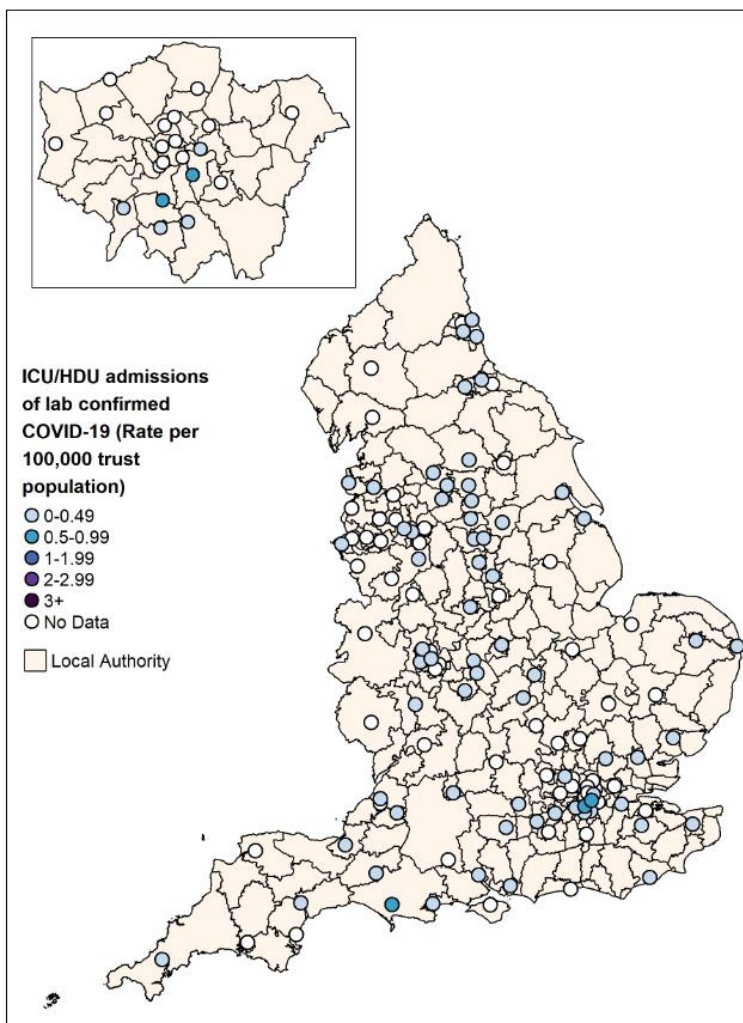 ICU/HDU admissions
of lab confirmed
COVID-19 (Rate per
100,000 trust
population)
0-0.49
0.5-0.99
1-1.99
2-2.99
3+
No Data
Local Authority